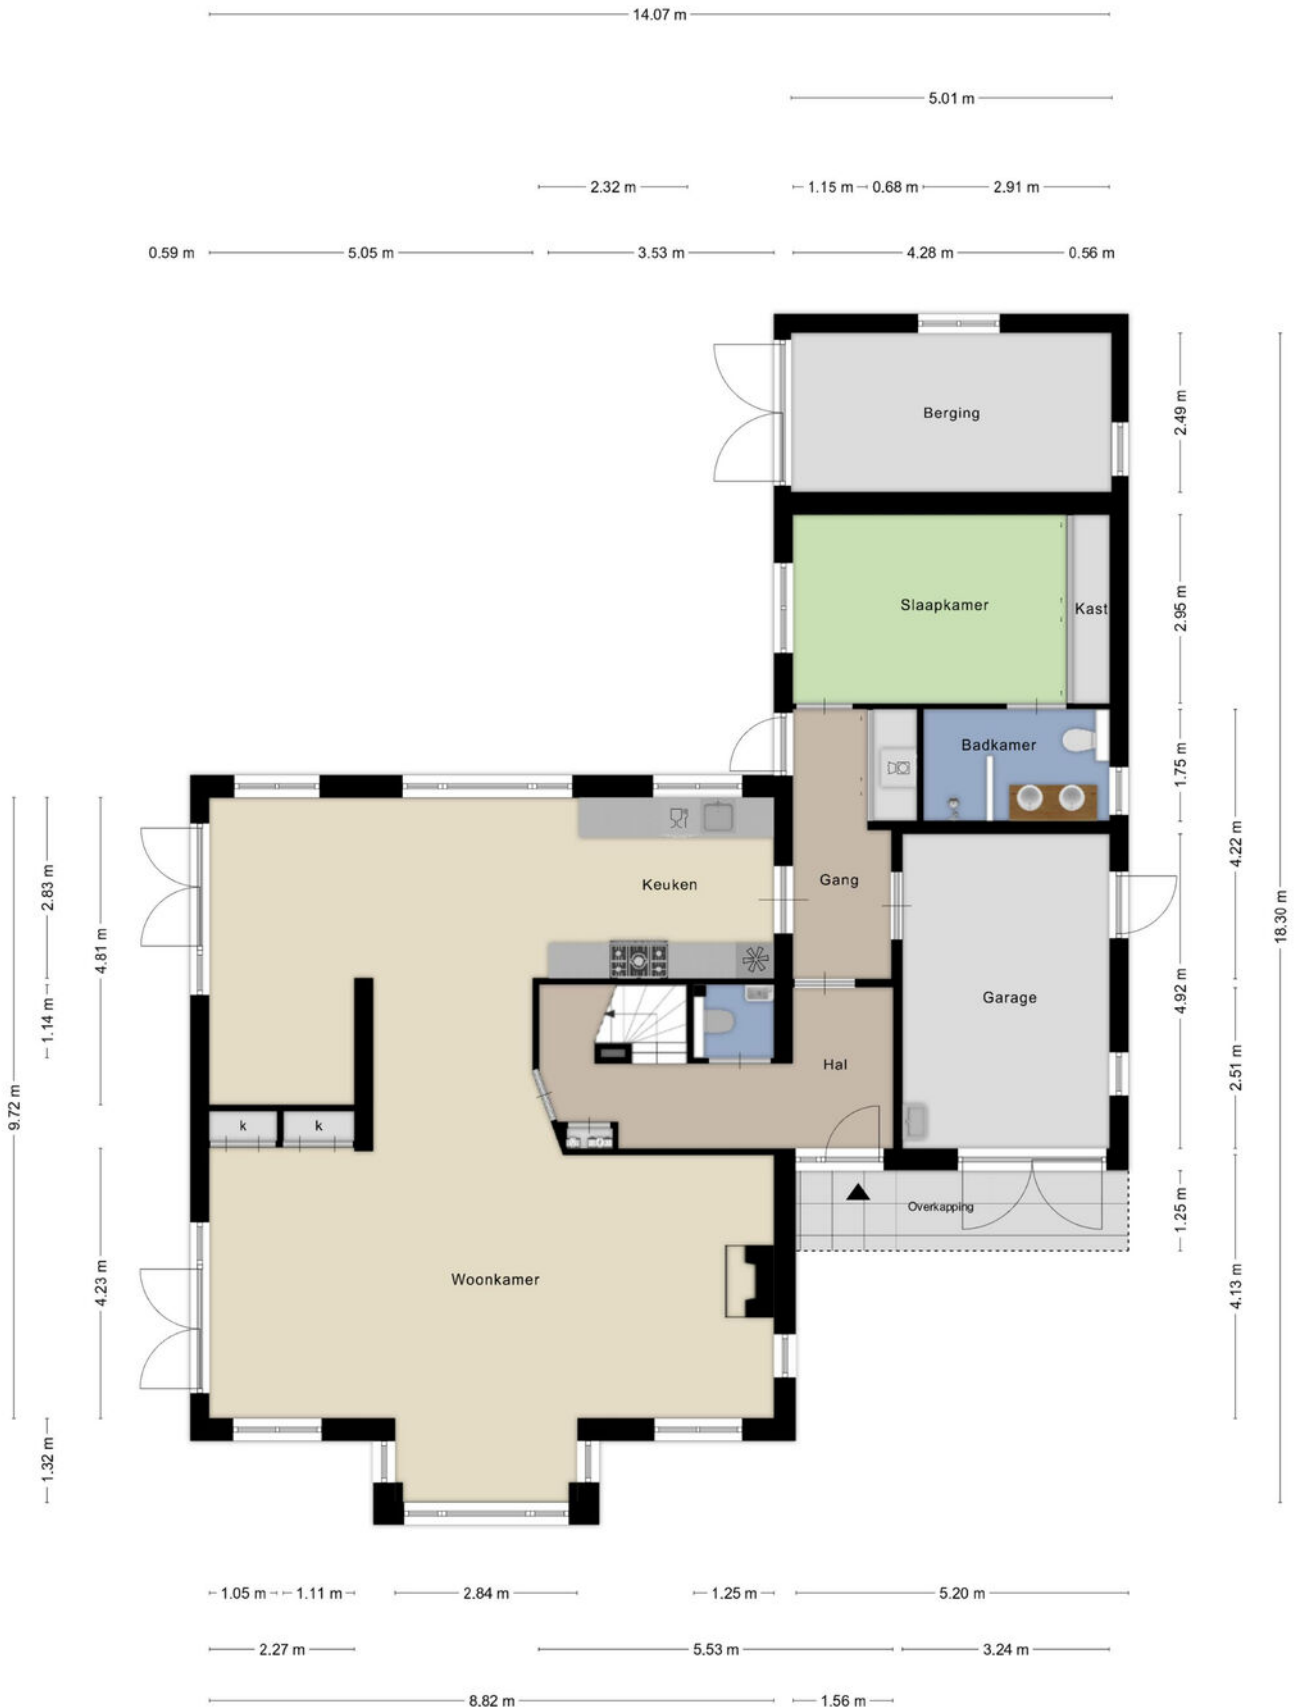 14.07 m
5.01 m
2.32 m
1.15 m
0.68 m
2.91 m
0.59 m
5.05 m
3.53 m
4.28 m
0.56 m
Berging
2.49 m
Slaapkamer
Kast
2.95 m
Badkamer
1.75 m
Keuken
Gang
2.83 m
4.81 m
4.22 m
18.30 m
Garage
4.92 m
1.14 m
Hal
2.51 m
9.72 m
k
k
Overkapping
1.25 m
Woonkamer
4.23 m
4.13 m
1.32 m
1.05 m
1.11 m
2.84 m
1.25 m
5.20 m
2.27 m
5.53 m
3.24 m
8.82 m
1.56 m